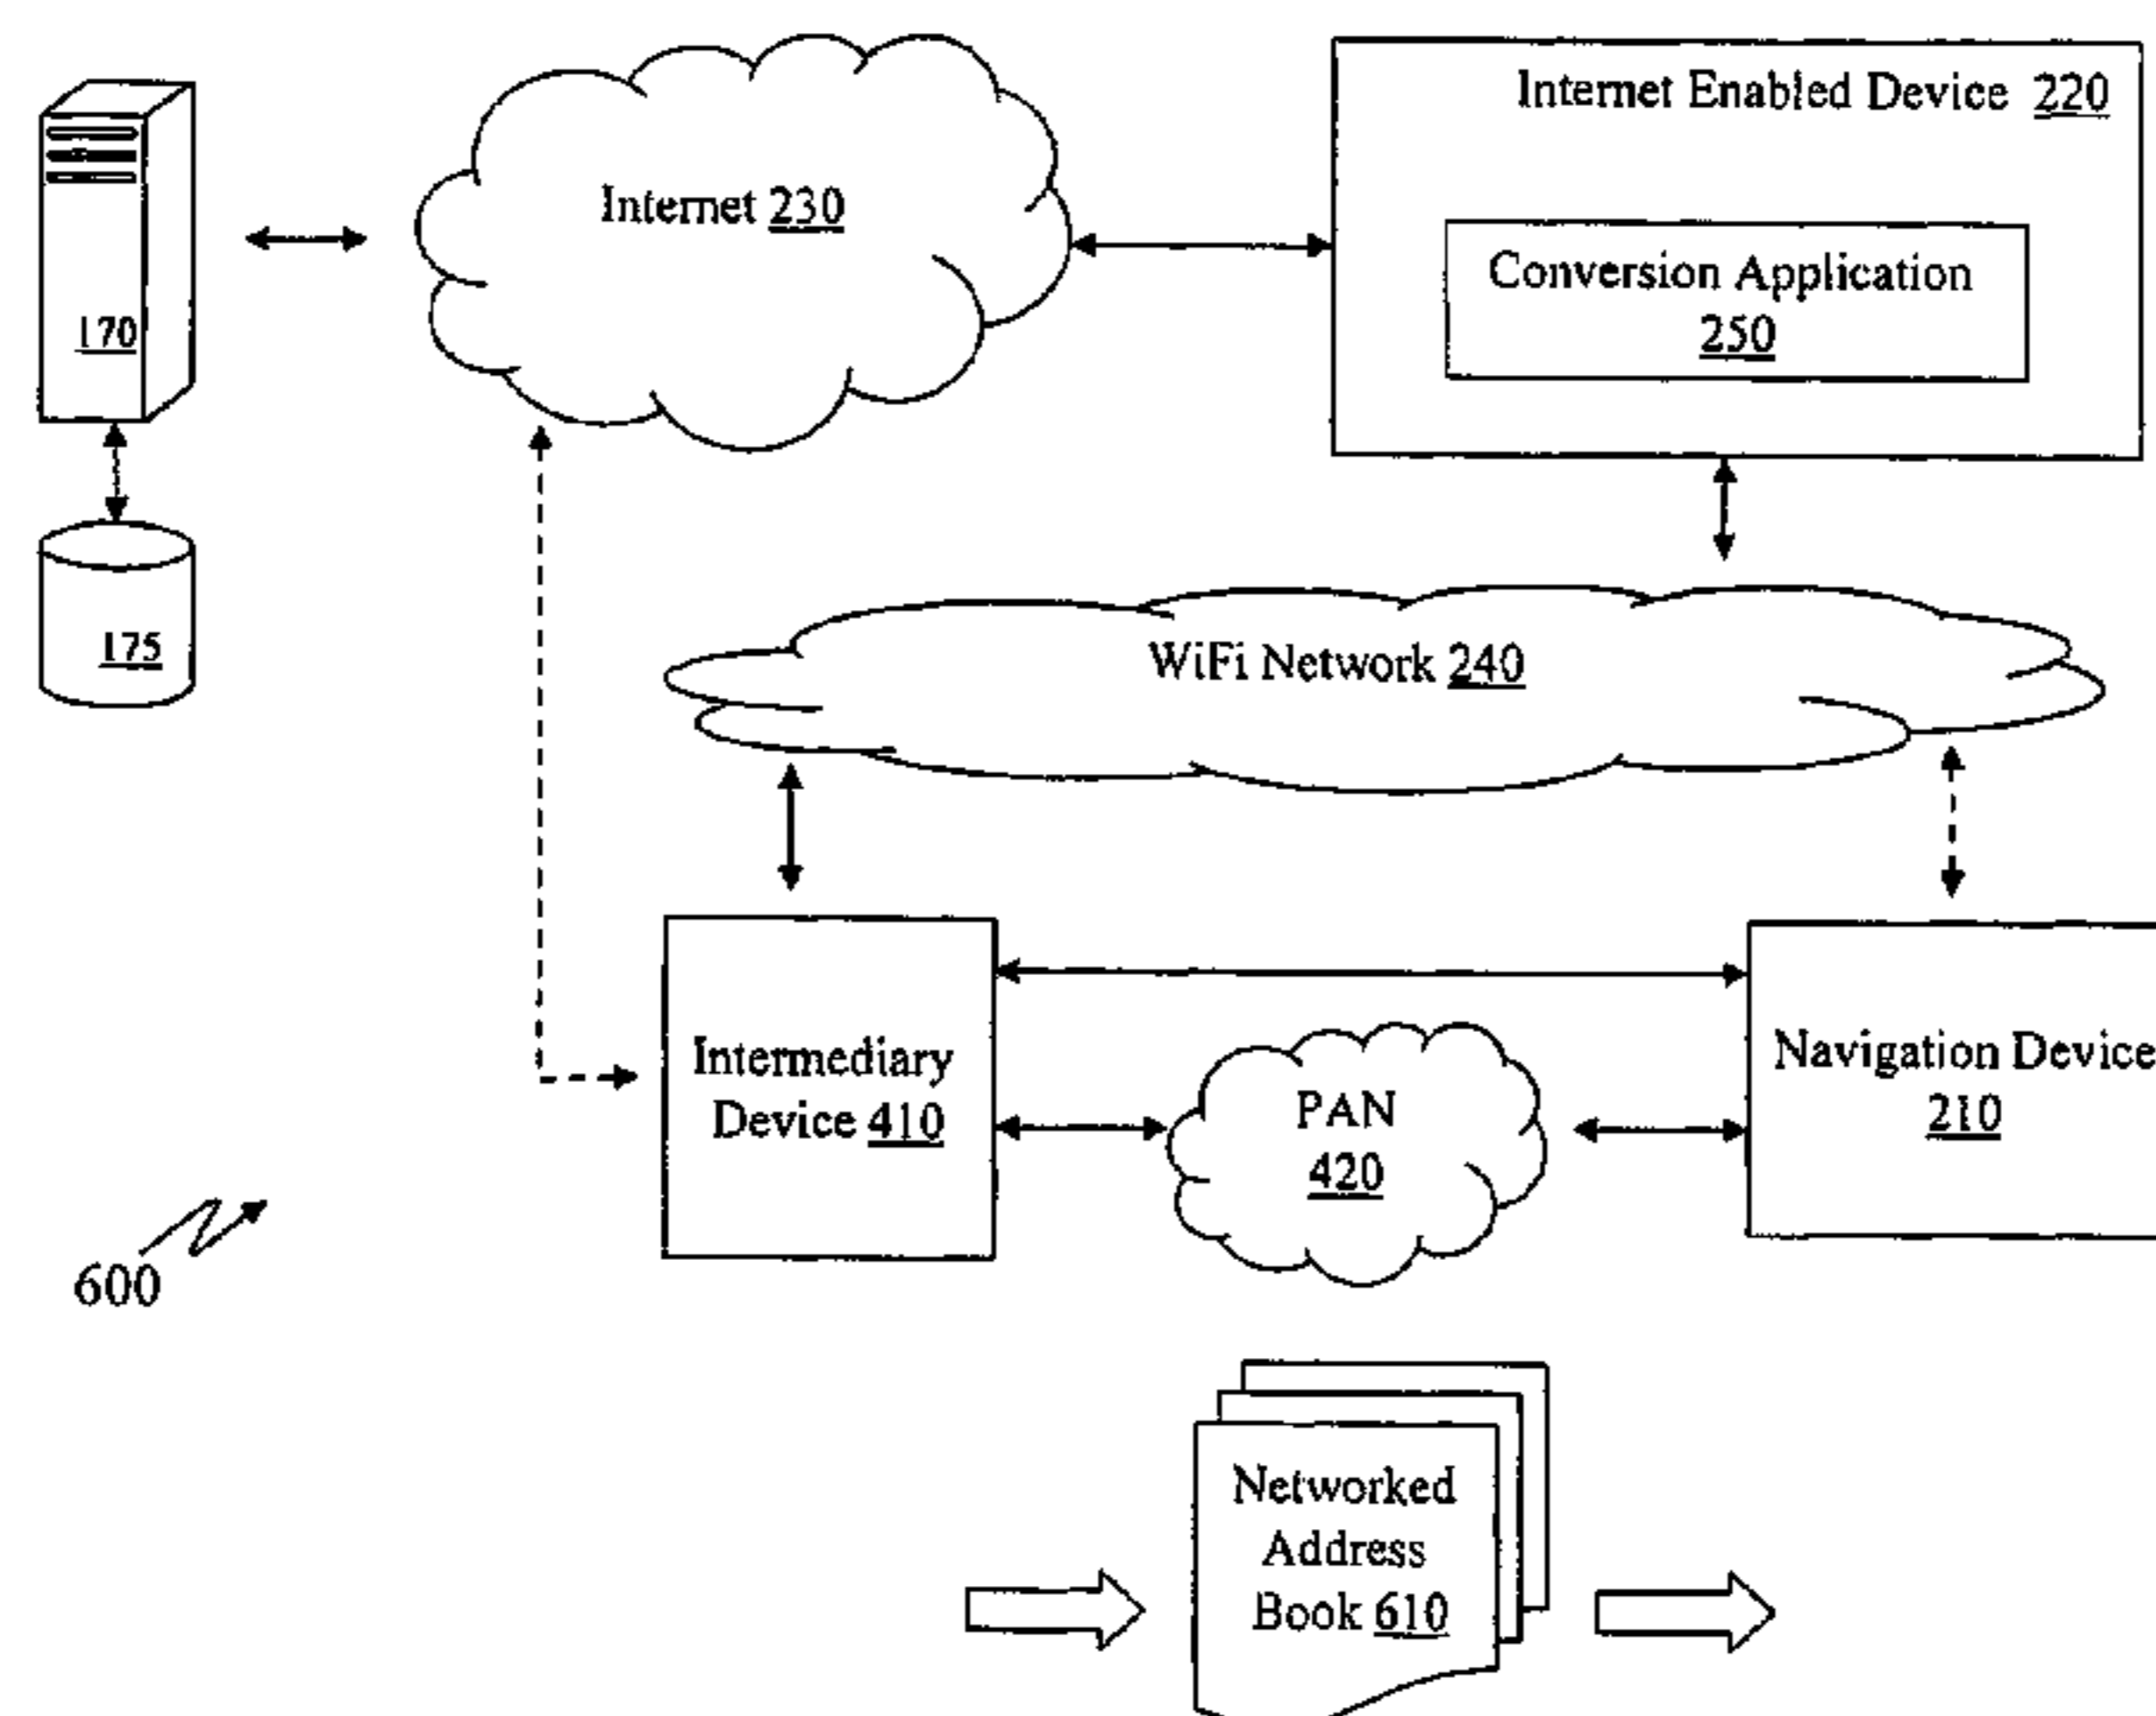 Internet Enabled Device 220
Internet 230
Conversion Application
250
170
175
WiFi Network 240
Intermediary
Device 410
PAN
420
Navigation Device
210
600
Networked
Address
Book 610